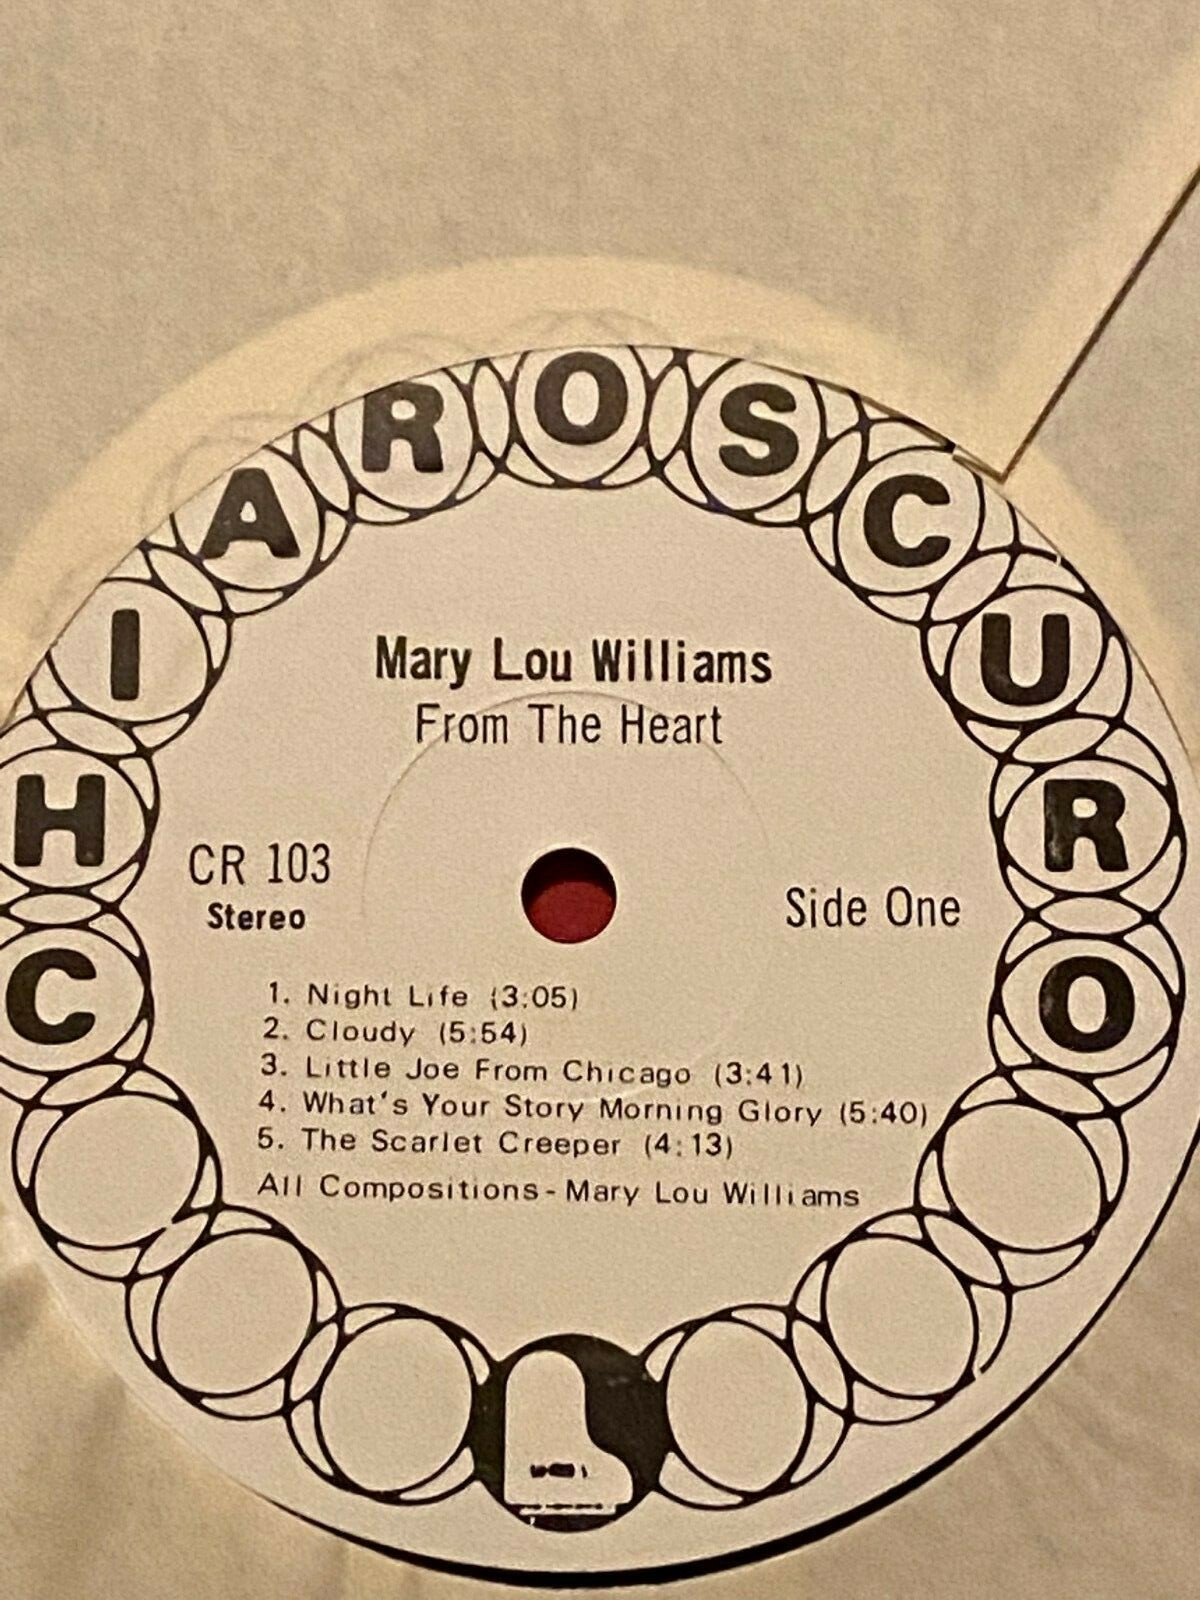 CHIAROSCURO
Mary Lou Williams
From The Heart
CR 103
Stereo
Side One
1. Night Life (3:05)
2. Cloudy (5:54)
3. Little Joe From Chicago (3:41)
4. What's Your Story Morning Glory (5:40)
5. The Scarlet Creeper (4:13)
All Compositions - Mary Lou Williams